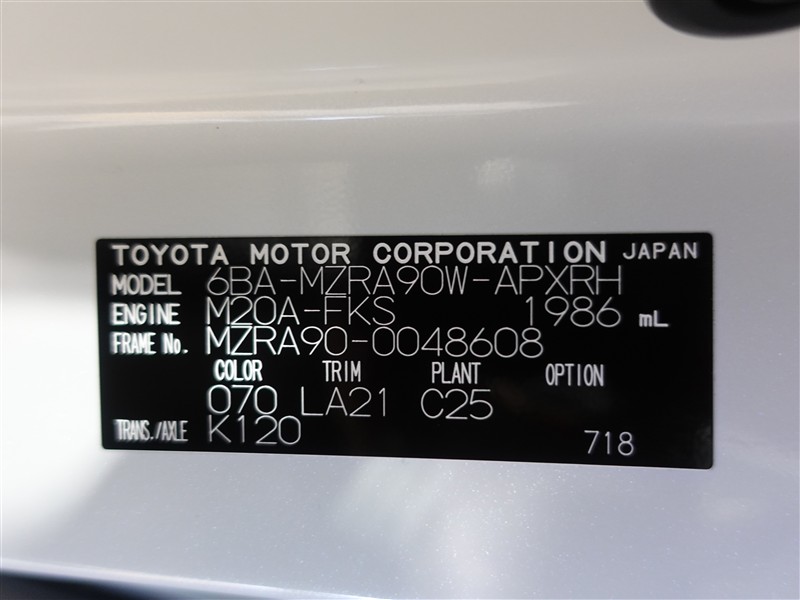 TOYOTA MOTOR CORPORATION JAPAN
MODEL 6BA-MZRA90W-APXRH
ENGINE M20A-FKS 1986 mL
FRAME No. MZRA90-0048608
COLOR TRIM PLANT OPTION
070 LA21 C25
TRANS./AXLE K120
718